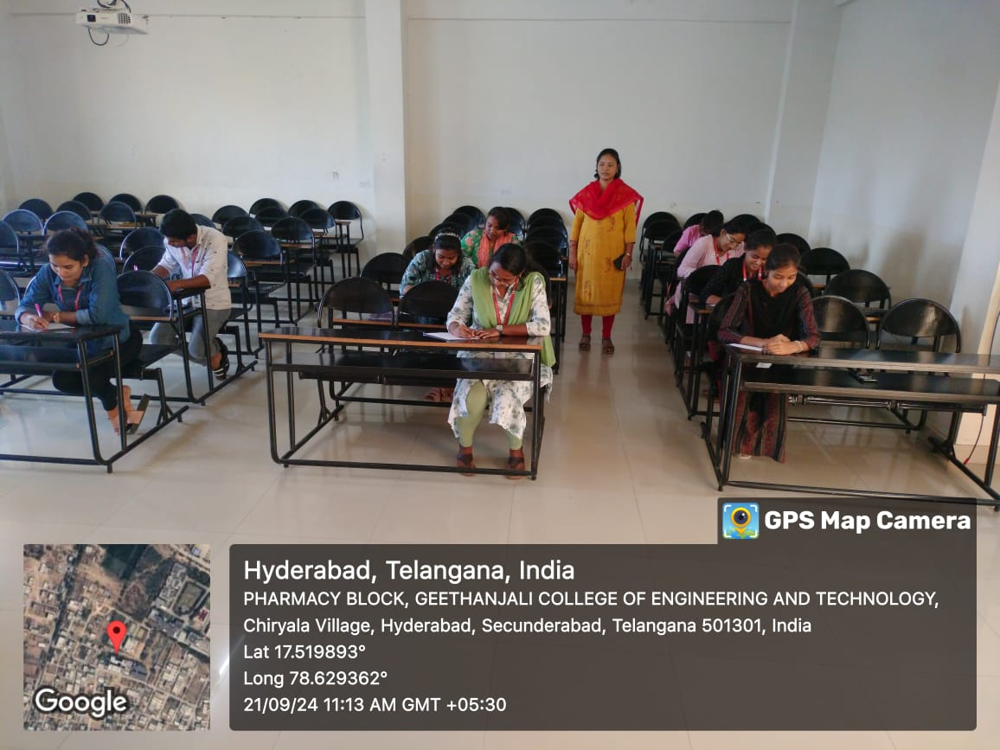 GPS Map Camera
Hyderabad, Telangana, India
PHARMACY BLOCK, GEETHANJALI COLLEGE OF ENGINEERING AND TECHNOLOGY,
Chiryala Village, Hyderabad, Secunderabad, Telangana 501301, India
Lat 17.519893°
Long 78.629362°
21/09/24 11:13 AM GMT +05:30
Google